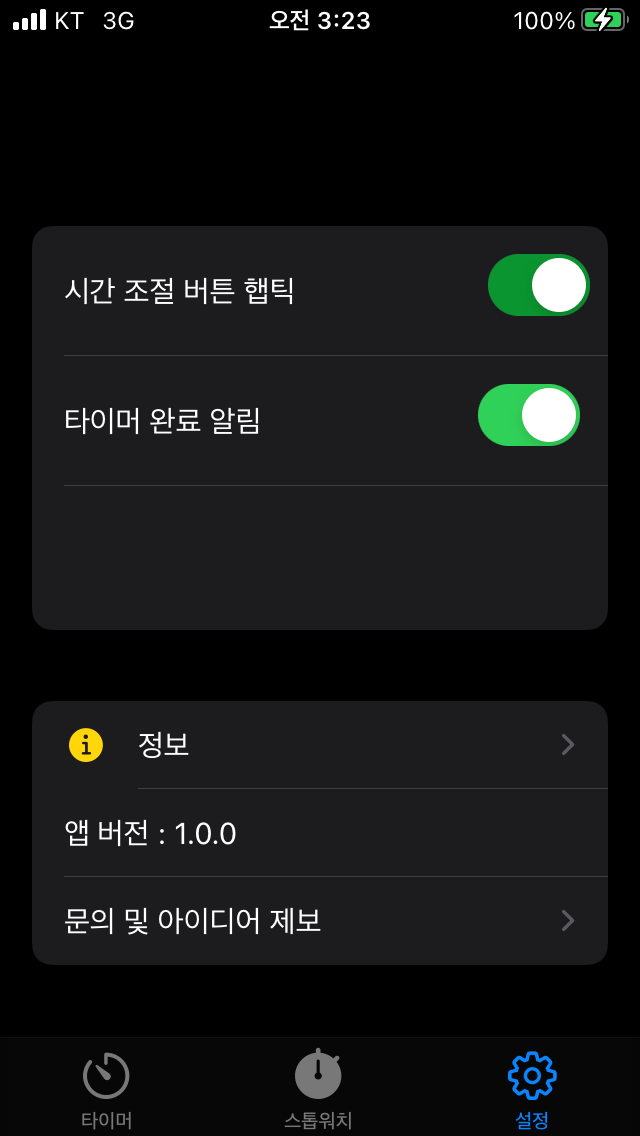 KT 3G 오전 3:23 100%
시간 조절 버튼 햅틱
타이머 완료 알림
정보
앱 버전 : 1.0.0
문의 및 아이디어 제보
타이머 스톱워치 설정